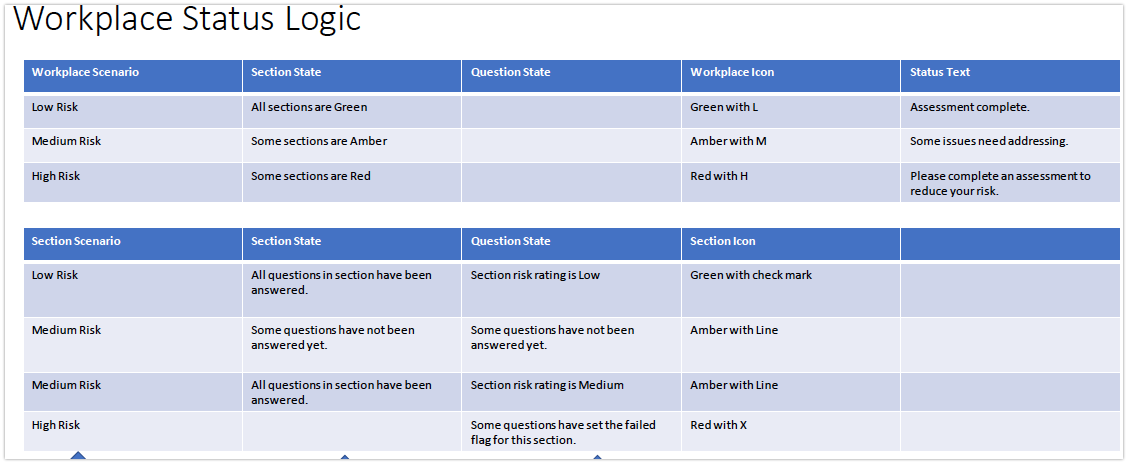 Workplace Status Logic
Workplace Scenario Section State Question State Workplace Icon Status Text
Low Risk All sections are Green Green with L Assessment complete.
Medium Risk Some sections are Amber Amber with M Some issues need addressing.
High Risk Some sections are Red Red with H Please complete an assessment to
reduce your risk.
Section Scenario Section State Question State Section Icon
Low Risk All questions in section have been Section risk rating is Low Green with check mark
answered.
Medium Risk Some questions have not been Some questions have not been Amber with Line
answered yet. answered yet.
Medium Risk All questions in section have been Section risk rating is Medium Amber with Line
answered.
High Risk Some questions have set the failed Red with X
flag for this section.